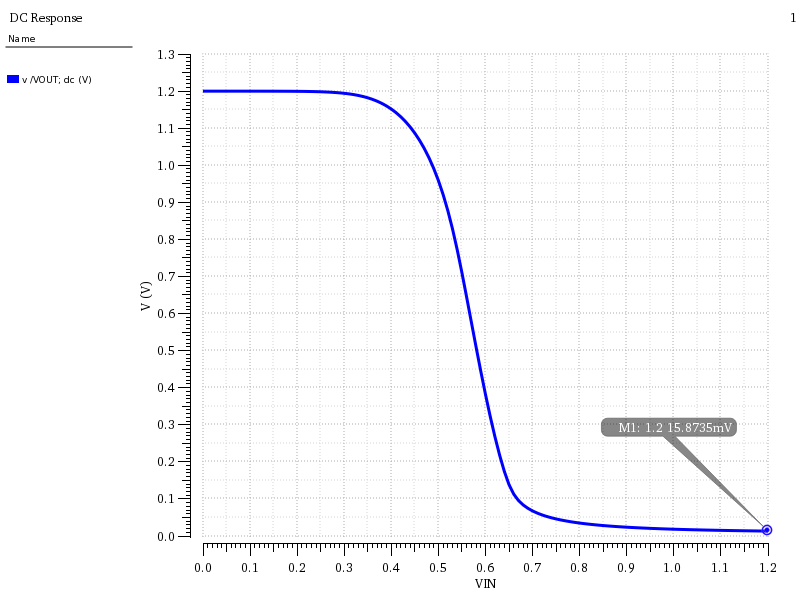 DC Response
1
Name
v /VOUT; dc (V)
V (V)
1.3
1.2
1.1
1.0
0.9
0.8
0.7
0.6
0.5
0.4
0.3
0.2
0.1
0.0
M1: 1.2 15.8735mV
0.0 0.1 0.2 0.3 0.4 0.5 0.6 0.7 0.8 0.9 1.0 1.1 1.2
VIN